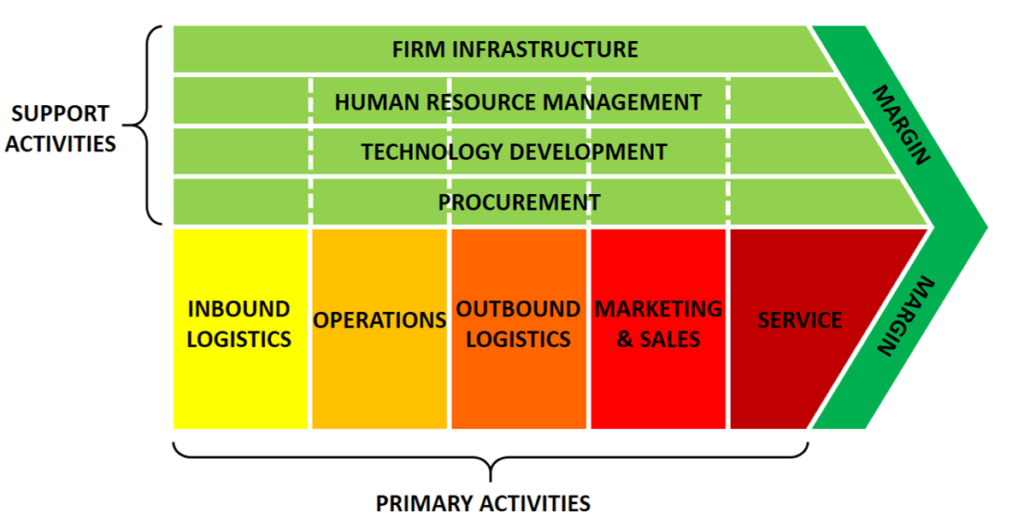 FIRM INFRASTRUCTURE
HUMAN RESOURCE MANAGEMENT
TECHNOLOGY DEVELOPMENT
PROCUREMENT
SUPPORT
ACTIVITIES
MARGIN
INBOUND
LOGISTICS
OPERATIONS
OUTBOUND
LOGISTICS
MARKETING
& SALES
SERVICE
MARGIN
PRIMARY ACTIVITIES